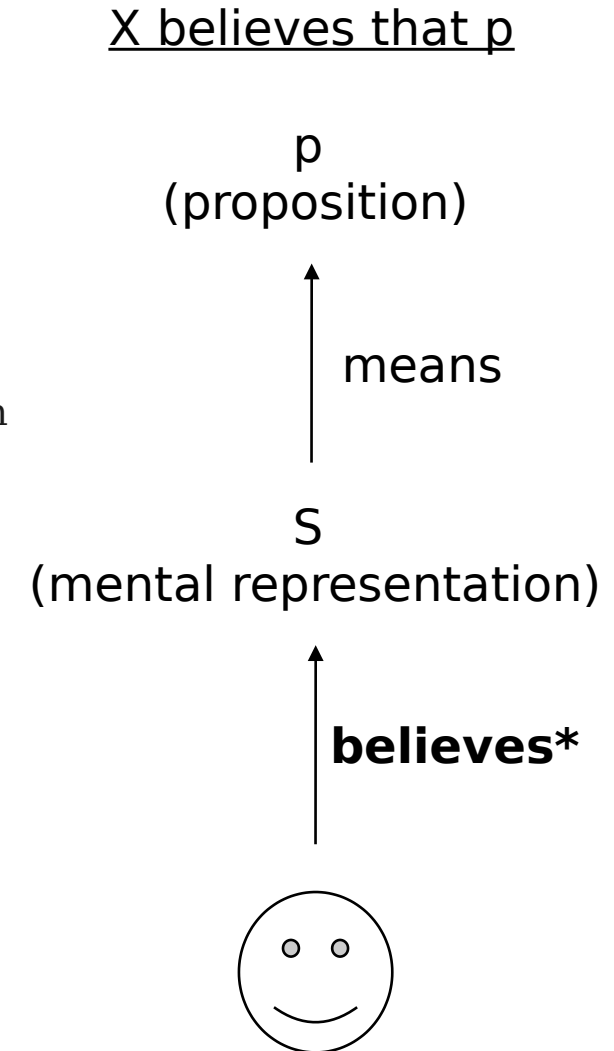 X believes that p
p
(proposition)
means
S
(mental representation)
believes*